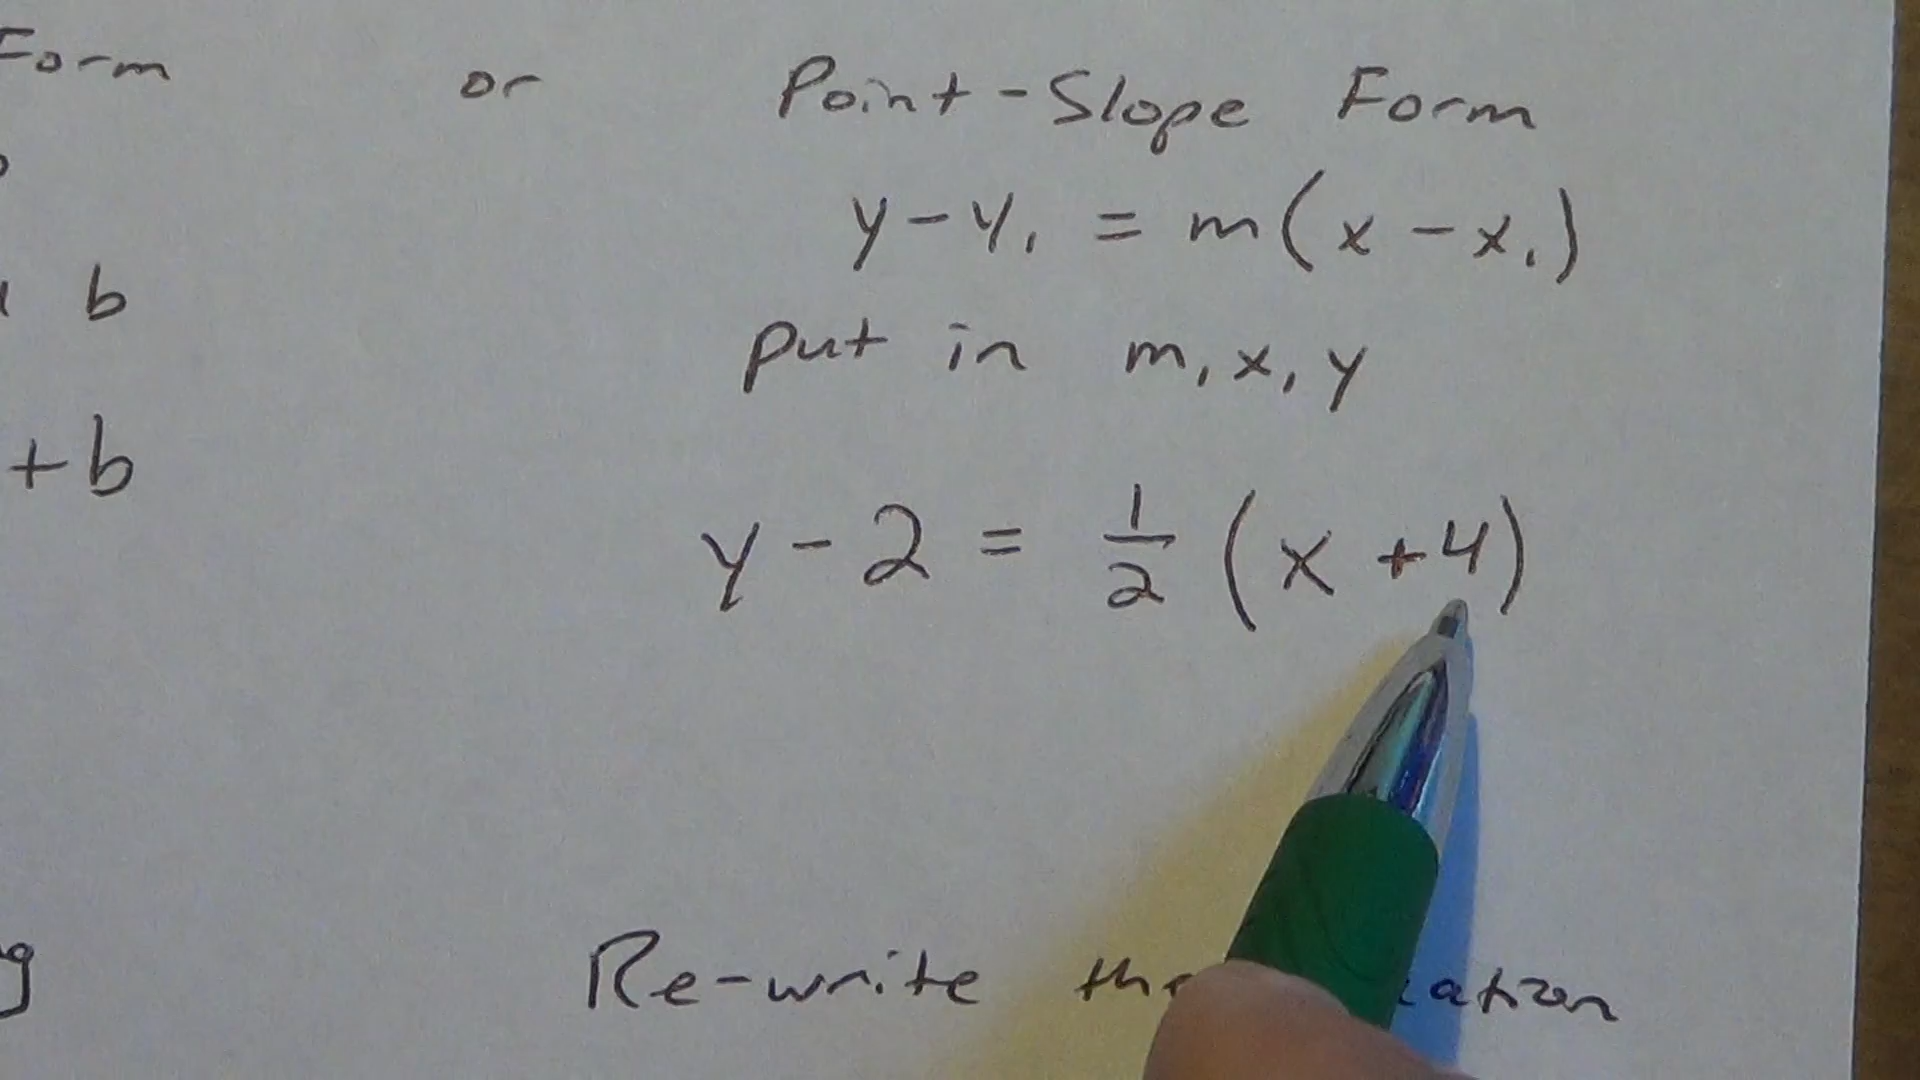 Form or Point-Slope Form
y - y₁ = m(x - x₁)
b put in m, x, y
+b
y - 2 = 1/2 (x + 4)
g Re-write